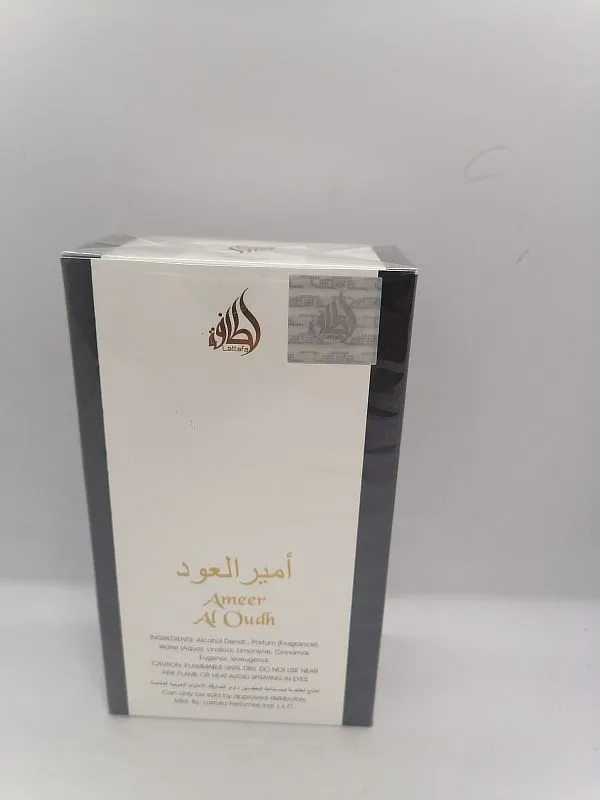 لطافة
Lattafa
أمير العود
Ameer
Al Oudh
INGREDIENTS: Alcohol Denat., Parfum (Fragrance),
Water (Aqua), Linalool, Limonene, Cinnamal,
Eugenol, Isoeugenol.
CAUTION: FLAMMABLE UNTIL DRY, DO NOT USE NEAR
FIRE FLAME OR HEAT AVOID SPRAYING IN EYES
Can only be sold by approved distributors
Mfd. By: Lattafa Perfumes Ind. L.L.C.